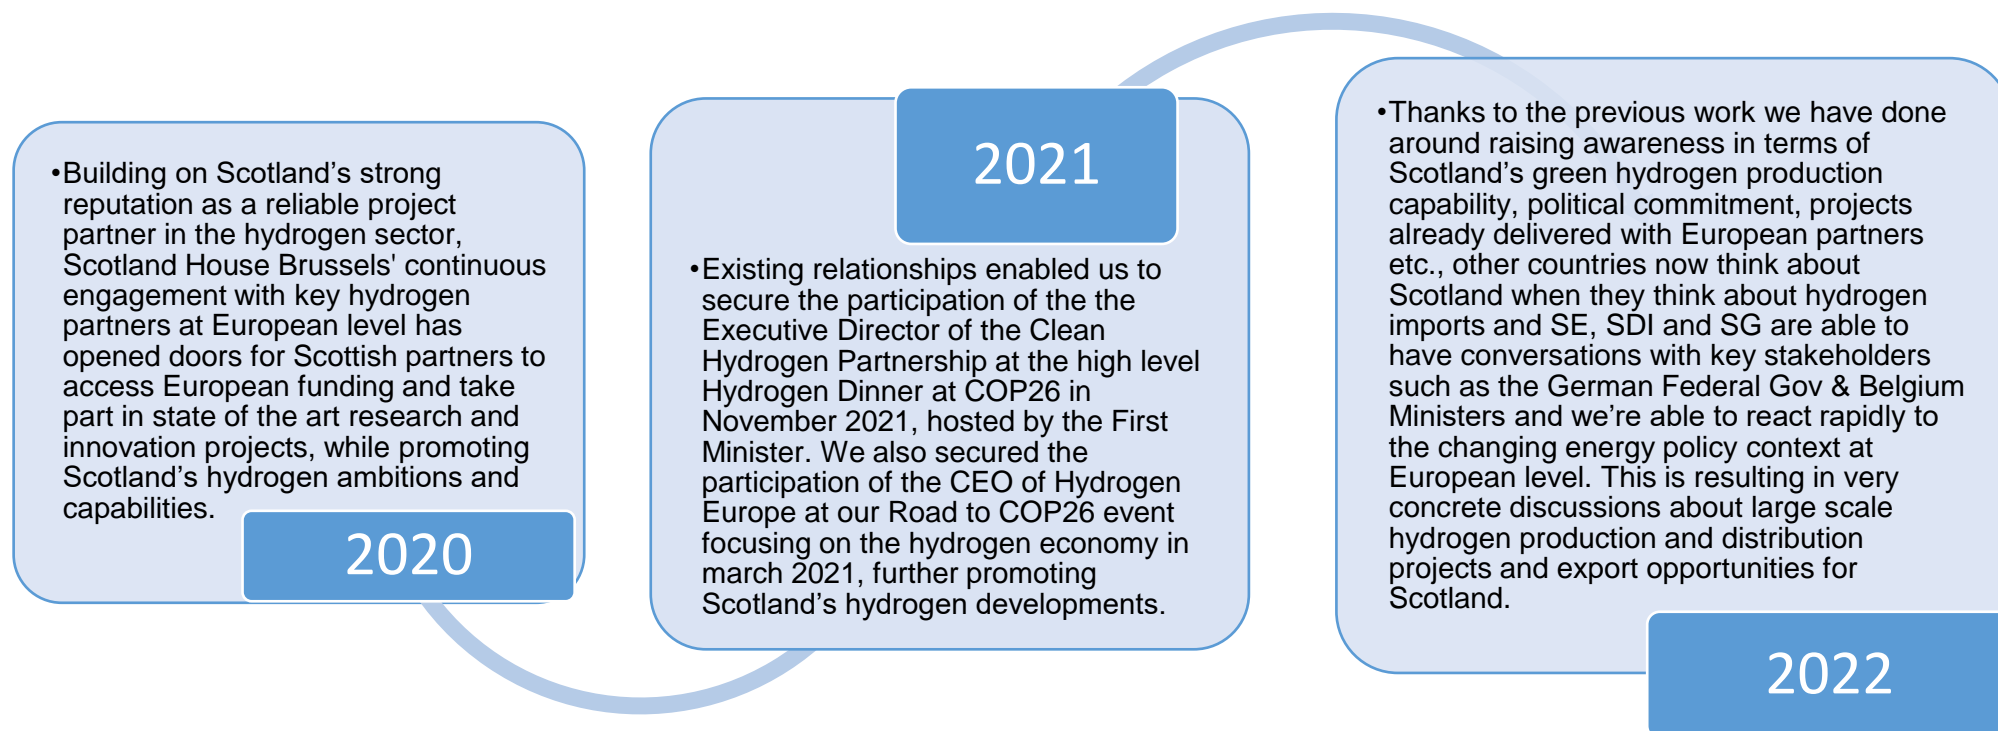 •Building on Scotland’s strong
reputation as a reliable project
partner in the hydrogen sector,
Scotland House Brussels' continuous
engagement with key hydrogen
partners at European level has
opened doors for Scottish partners to
access European funding and take
part in state of the art research and
innovation projects, while promoting
Scotland’s hydrogen ambitions and
capabilities.
2020
2021
•Existing relationships enabled us to
secure the participation of the the
Executive Director of the Clean
Hydrogen Partnership at the high level
Hydrogen Dinner at COP26 in
November 2021, hosted by the First
Minister. We also secured the
participation of the CEO of Hydrogen
Europe at our Road to COP26 event
focusing on the hydrogen economy in
march 2021, further promoting
Scotland’s hydrogen developments.
•Thanks to the previous work we have done
around raising awareness in terms of
Scotland’s green hydrogen production
capability, political commitment, projects
already delivered with European partners
etc., other countries now think about
Scotland when they think about hydrogen
imports and SE, SDI and SG are able to
have conversations with key stakeholders
such as the German Federal Gov & Belgium
Ministers and we’re able to react rapidly to
the changing energy policy context at
European level. This is resulting in very
concrete discussions about large scale
hydrogen production and distribution
projects and export opportunities for
Scotland.
2022